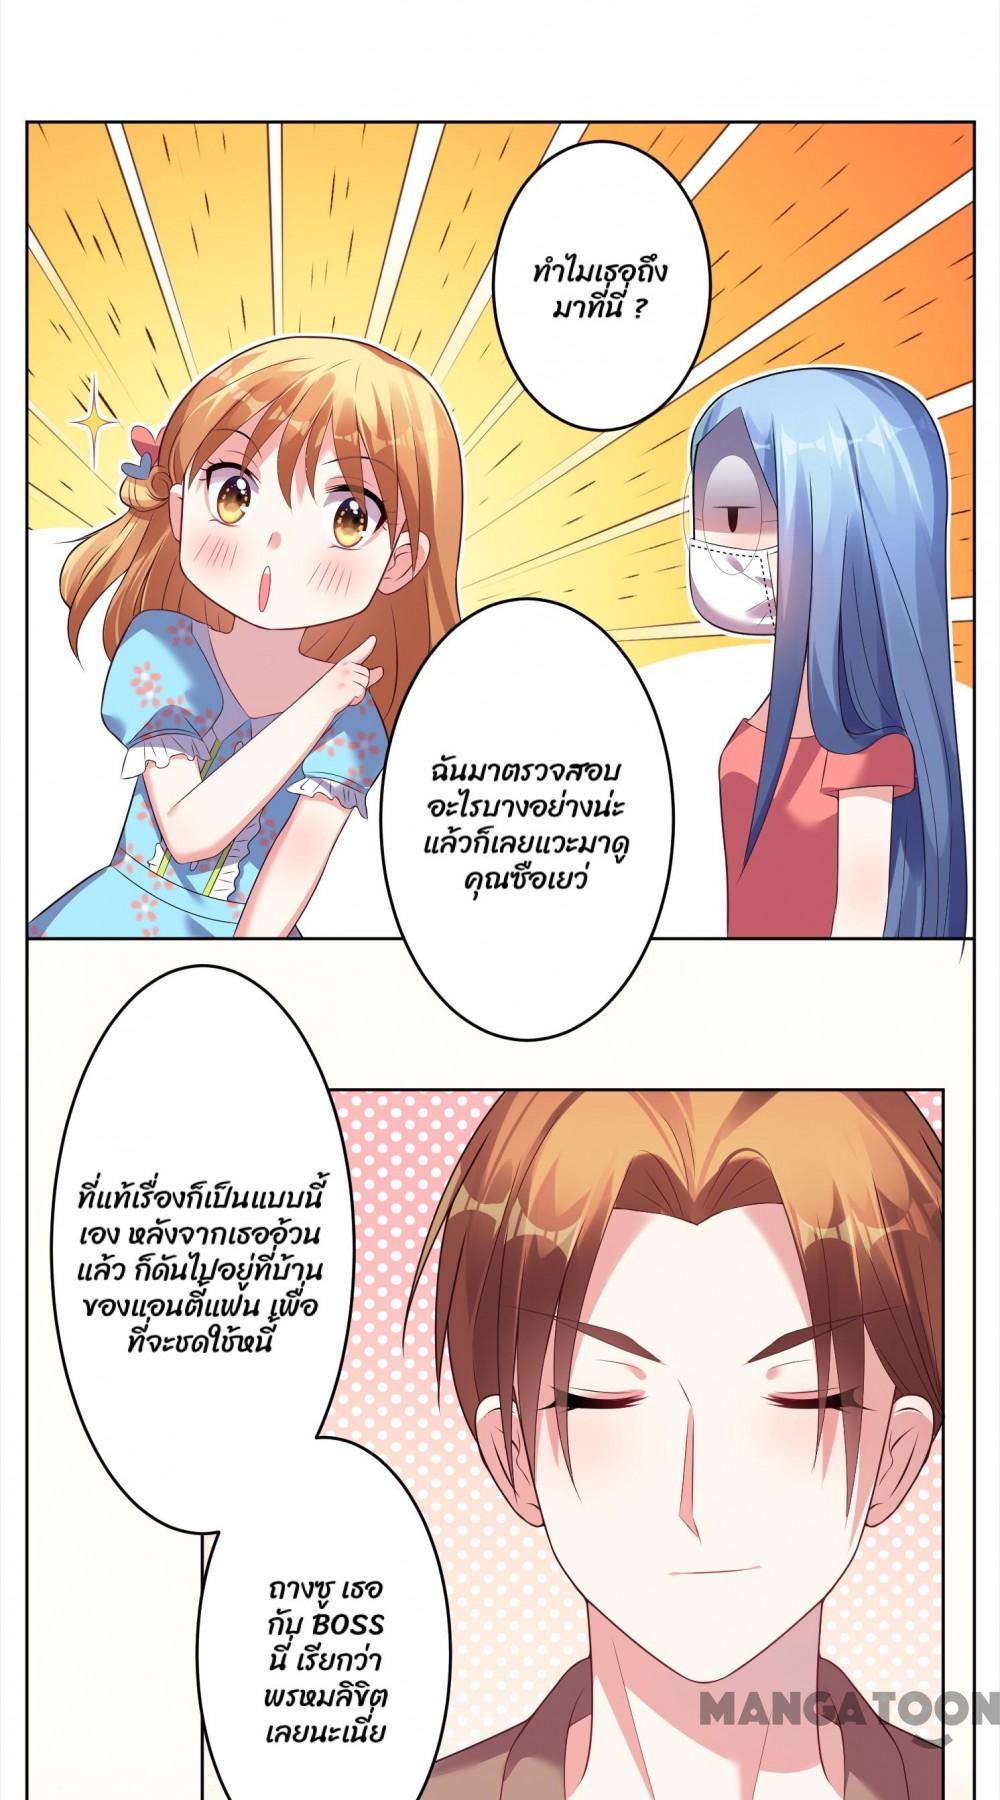 ทำไมเธอถึง
มาที่นี่ ?
ฉันมาตรวจสอบ
อะไรบางอย่างน่ะ
แล้วก็เลยแวะมาดู
คุณซือเยว่
ที่แท้เรื่องก็เป็นแบบนี้
เอง หลังจากเธออ้วน
แล้ว ก็ดันไปอยู่ที่บ้าน
ของแอนตี้แฟน เพื่อ
ที่จะชดใช้หนี้
ถางซู เธอ
กับ BOSS
นี่ เรียกว่า
พรหมลิขิต
เลยนะเนี่ย
MANGATOON